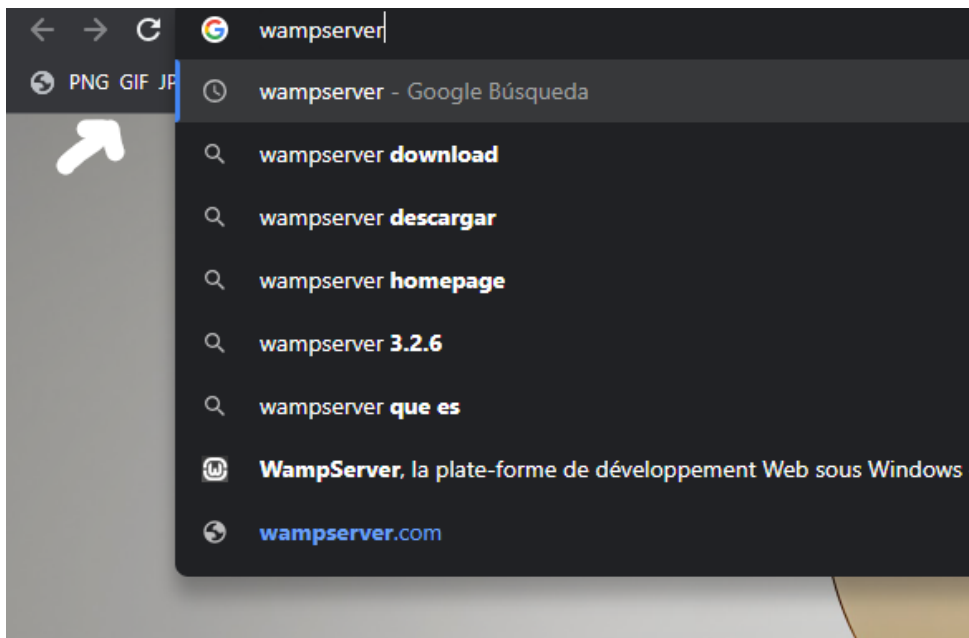 wampserver
PNG GIF JP
wampserver - Google Búsqueda
wampserver download
wampserver descargar
wampserver homepage
wampserver 3.2.6
wampserver que es
WampServer, la plate-forme de développement Web sous Windows
wampserver.com